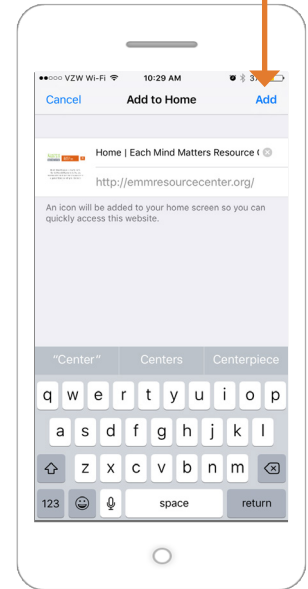 VZW Wi-Fi 10:29 AM
Cancel Add to Home Add
Home | Each Mind Matters Resource
http://emmresourcecenter.org/
An icon will be added to your home screen so you can
quickly access this website.
"Center" Centers Centerpiece
q w e r t y u i o p
a s d f g h j k l
z x c v b n m
123 space return